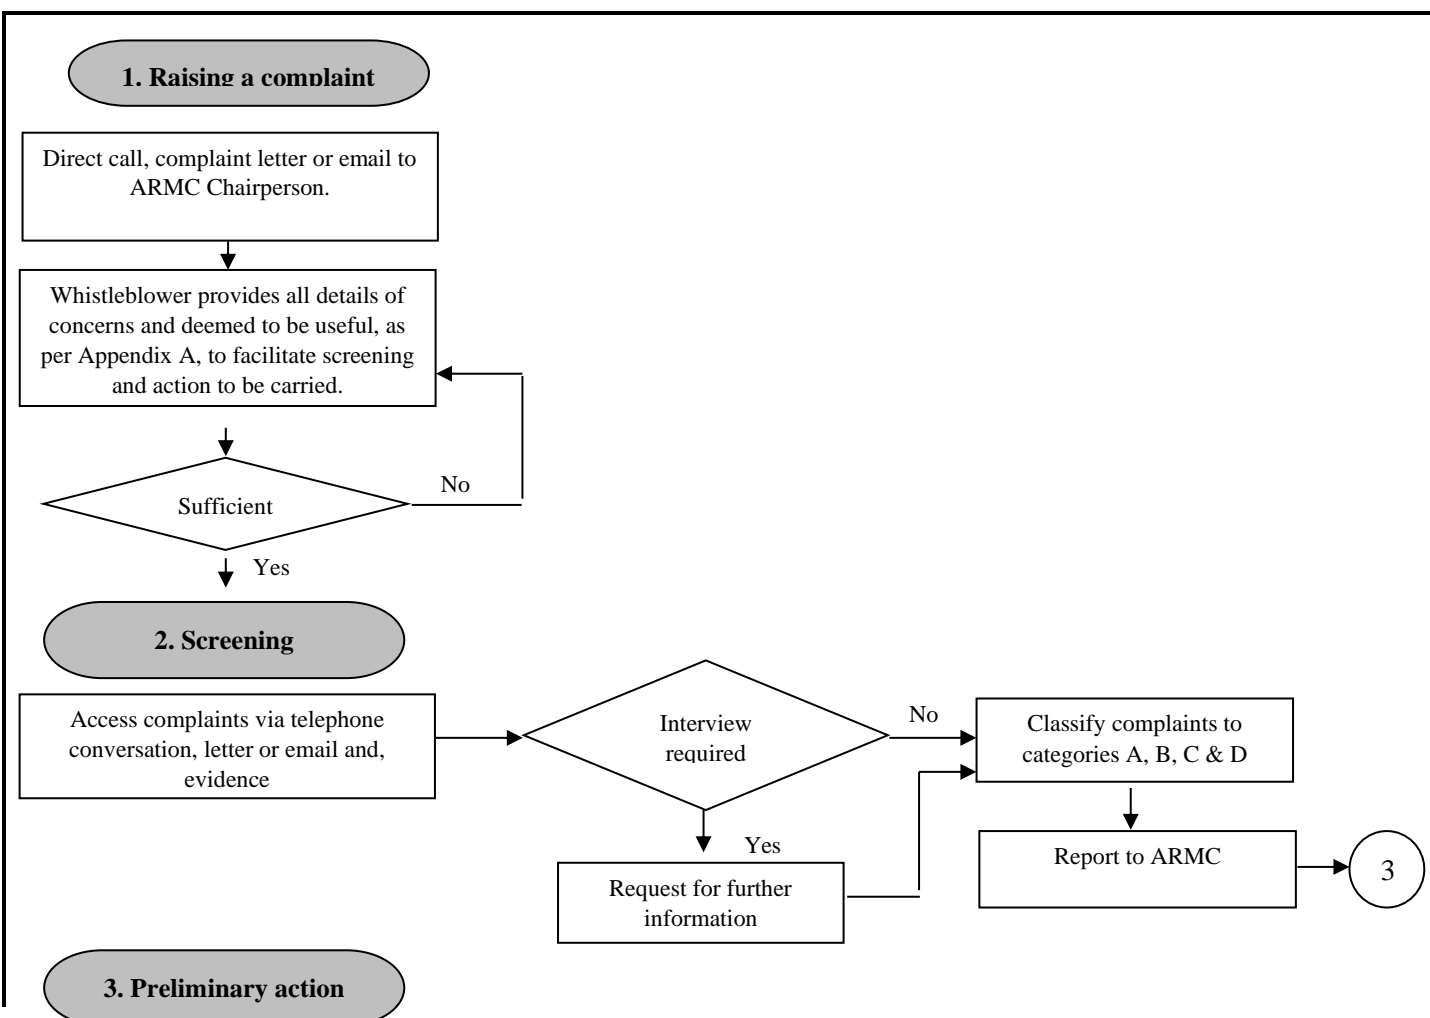 1. Raising a complaint
Direct call, complaint letter or email to
ARMC Chairperson.
Whistleblower provides all details of
concerns and deemed to be useful, as
per Appendix A, to facilitate screening
and action to be carried.
No
Sufficient
Yes
2. Screening
Access complaints via telephone
conversation, letter or email and,
evidence
Interview
required
No
Yes
Request for further
information
Classify complaints to
categories A, B, C & D
Report to ARMC
3
3. Preliminary action